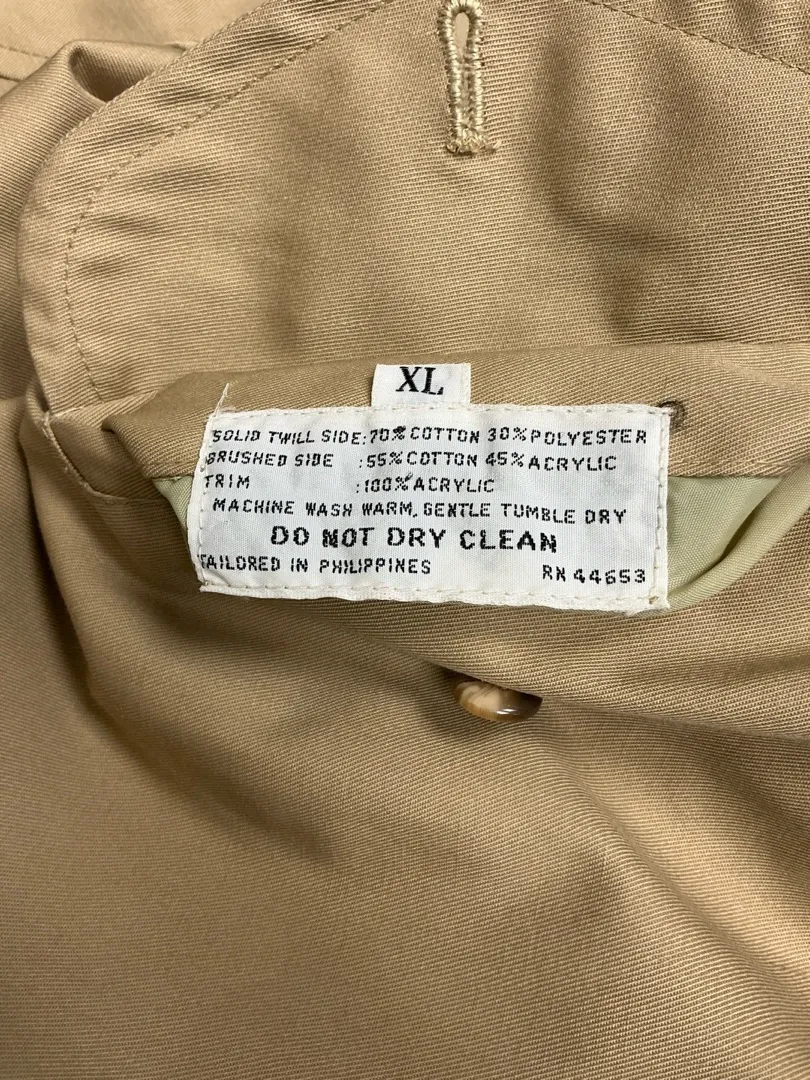 XL
SOLID TWILL SIDE:70% COTTON 30%POLYESTER
BRUSHED SIDE :55%COTTON 45%ACRYLIC
TRIM :100%ACRYLIC
MACHINE WASH WARM, GENTLE TUMBLE DRY
DO NOT DRY CLEAN
TAILORED IN PHILIPPINES RN 44653